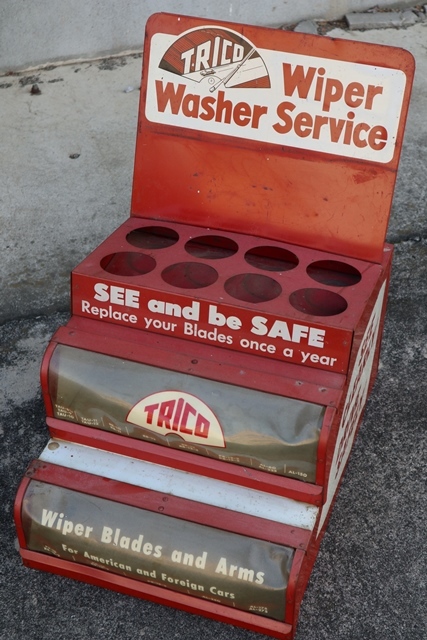 TRICO
Wiper
Washer Service
SEE and be SAFE
Replace your Blades once a year
TRICO
Wiper Blades and Arms
For American and Foreign Cars